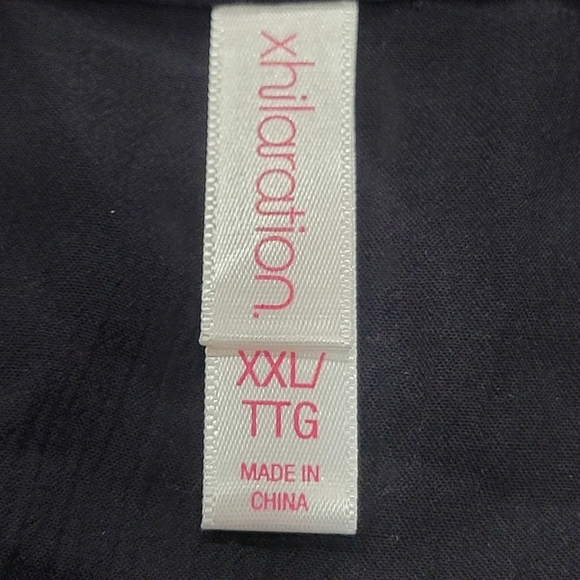 xhilaration.
XXL/
TTG
MADE IN
CHINA